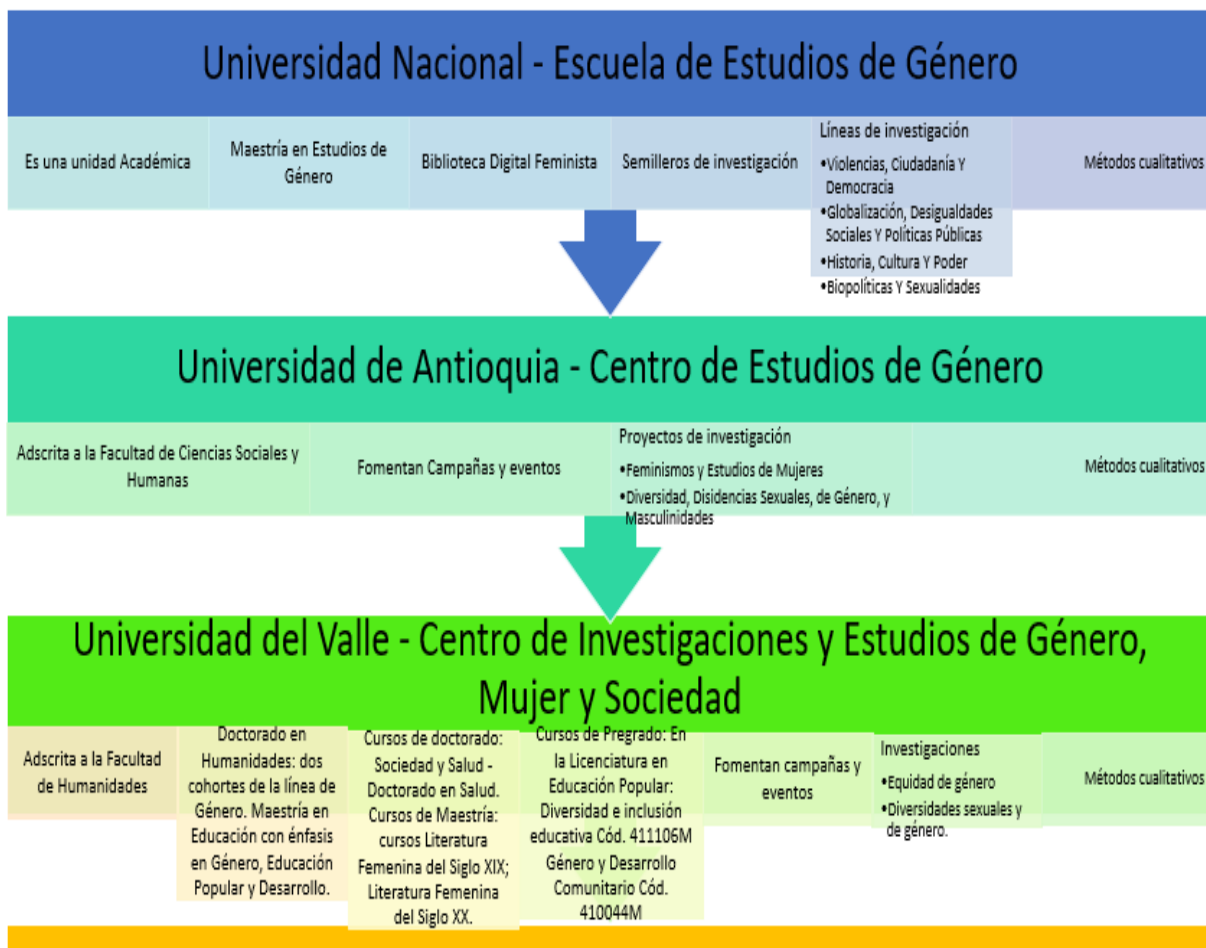 Universidad Nacional - Escuela de Estudios de Género
Es una unidad Académica
Maestría en Estudios de
Género
Biblioteca Digital Feminista
Semilleros de investigación
Líneas de investigación
•Violencias, Ciudadanía Y
Democracia
•Globalización, Desigualdades
Sociales Y Políticas Públicas
•Historia, Cultura Y Poder
•Biopolíticas Y Sexualidades
Métodos cualitativos
Universidad de Antioquia - Centro de Estudios de Género
Adscrita a la Facultad de Ciencias Sociales y
Humanas
Fomentan Campañas y eventos
Proyectos de investigación
•Feminismos y Estudios de Mujeres
•Diversidad, Disidencias Sexuales, de Género, y
Masculinidades
Métodos cualitativos
Universidad del Valle - Centro de Investigaciones y Estudios de Género,
Mujer y Sociedad
Adscrita a la Facultad
de Humanidades
Doctorado en
Humanidades: dos
cohortes de la línea de
Género. Maestría en
Educación con énfasis
en Género, Educación
Popular y Desarrollo.
Cursos de doctorado:
Sociedad y Salud -
Doctorado en Salud.
Cursos de Maestría:
cursos Literatura
Femenina del Siglo XIX;
Literatura Femenina
del Siglo XX.
Cursos de Pregrado: En
la Licenciatura en
Educación Popular:
Diversidad e inclusión
educativa Cód. 411106M
Género y Desarrollo
Comunitario Cód.
410044M
Fomentan campañas y
eventos
Investigaciones
•Equidad de género
•Diversidades sexuales y
de género.
Métodos cualitativos